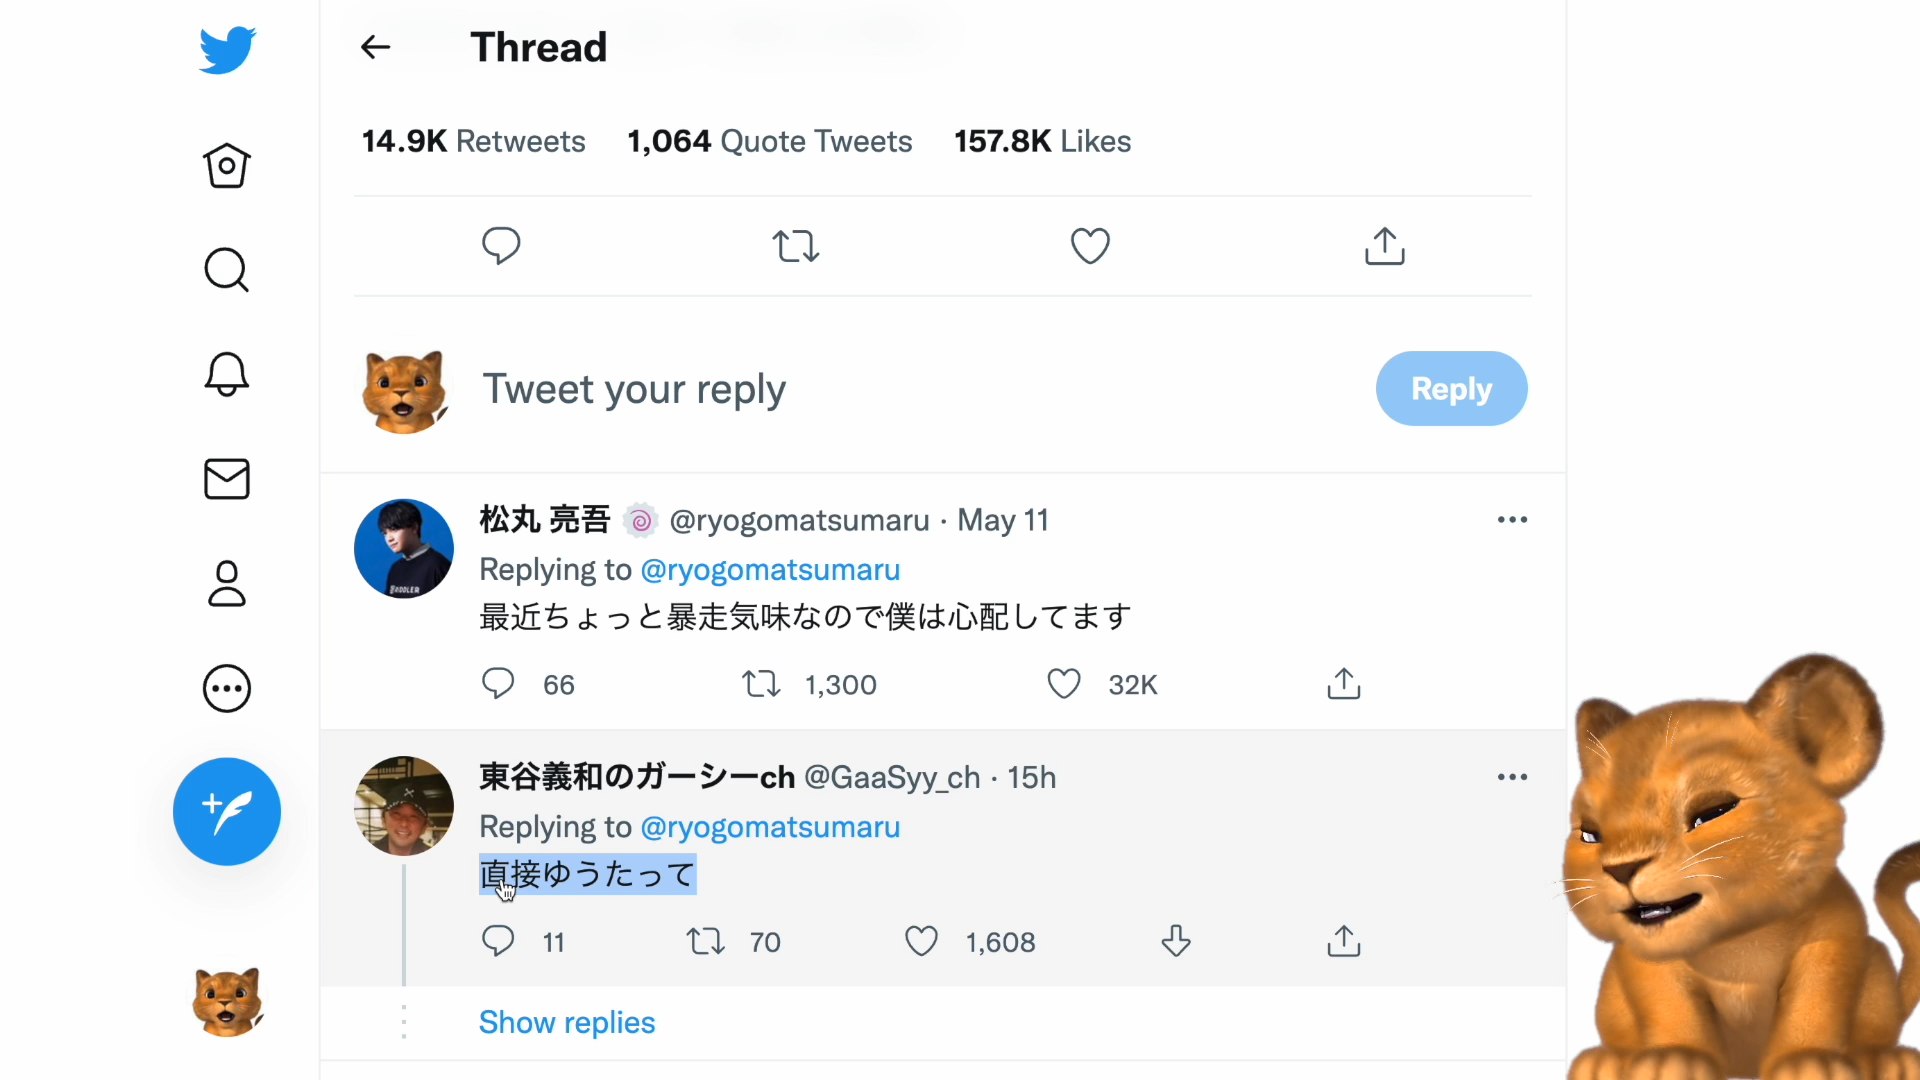 Thread
14.9K Retweets 1,064 Quote Tweets 157.8K Likes
Tweet your reply
Reply
松丸 亮吾 🍥 @ryogomatsumaru · May 11
Replying to @ryogomatsumaru
最近ちょっと暴走気味なので僕は心配してます
66 1,300 32K
東谷義和のガーシーch @GaaSyy_ch · 15h
Replying to @ryogomatsumaru
直接ゆうたって
11 70 1,608
Show replies